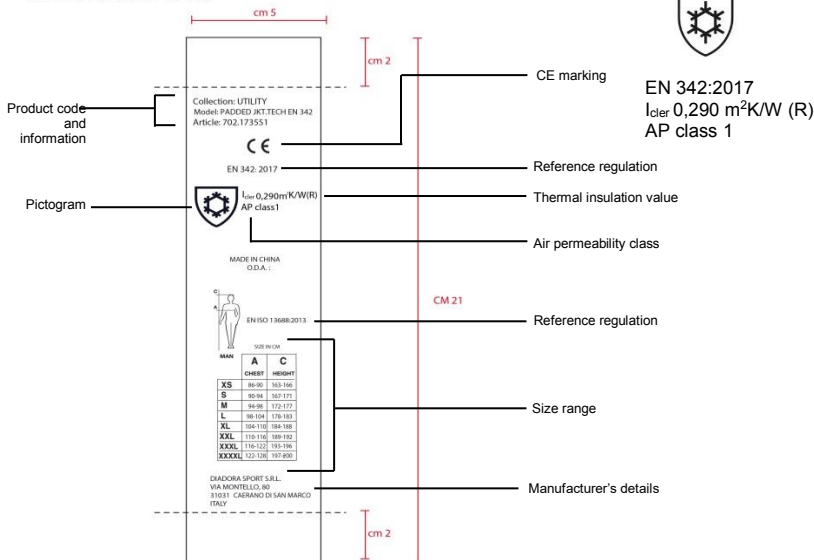 cm 5
cm 2
CE marking
EN 342:2017
Icler 0,290 m²K/W (R)
AP class 1
Product code
and
information
Collection: UTILITY
Model: PADDED JKT.TECH EN 342
Article: 702.173551
CE
EN 342: 2017
Reference regulation
Pictogram
Icler 0,290m²K/W(R)
AP class1
Thermal insulation value
Air permeability class
MADE IN CHINA
O.D.A. :
CM 21
C
A
EN ISO 13688:2013
Reference regulation
MAN
SIZE IN CM
A C
CHEST HEIGHT
XS 86-90 163-166
S 90-94 167-171
M 94-98 172-177
L 98-104 178-183
XL 104-110 184-188
XXL 110-116 189-192
XXXL 116-122 193-196
XXXXL 122-128 197-200
Size range
DIADORA SPORT S.R.L.
VIA MONTELLO, 80
31031 CAERANO DI SAN MARCO
ITALY
Manufacturer's details
cm 2